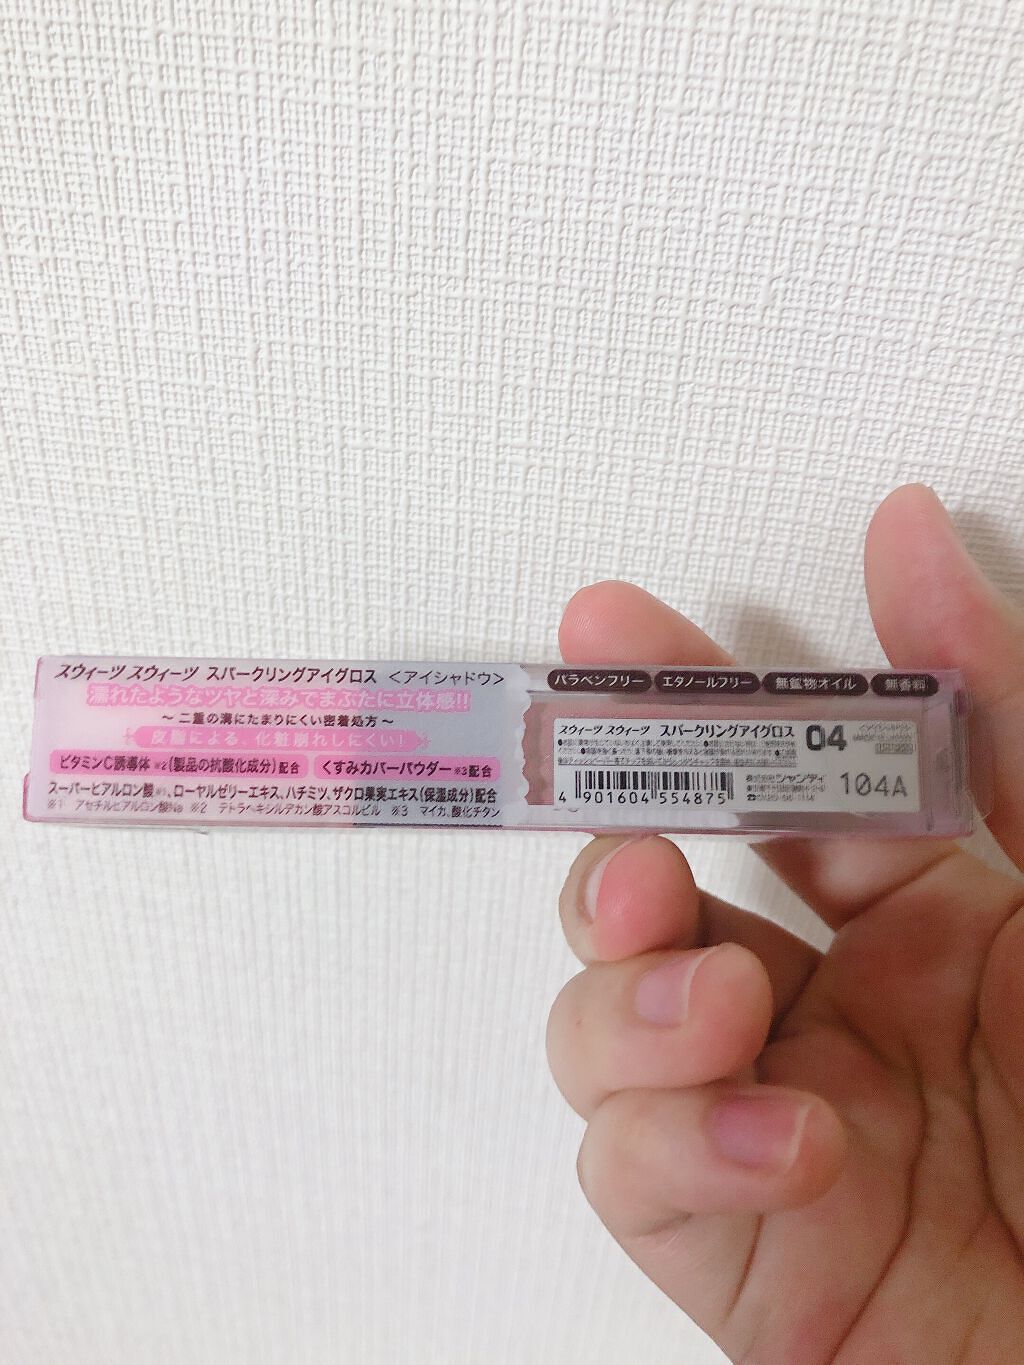 スウィーツ スウィーツ スパークリングアイグロス <アイシャドウ>
濡れたようなツヤと深みでまぶたに立体感!!
～二重の溝にたまりにくい密着処方～
皮脂による、化粧崩れしにくい!
ビタミンC誘導体※2(製品の抗酸化成分)配合 くすみカバーパウダー※3配合
スーパーヒアルロン酸※1、ローヤルゼリーエキス、ハチミツ、ザクロ果実エキス(保湿成分)配合
※1 アセチルヒアルロン酸Na ※2 テトラヘキシルデカン酸アスコルビル ※3 マイカ、酸化チタン
パラベンフリー エタノールフリー 無鉱物オイル 無香料
スウィーツ スウィーツ スパークリングアイグロス 04
株式会社シャンティ
104A
4 901604 554875